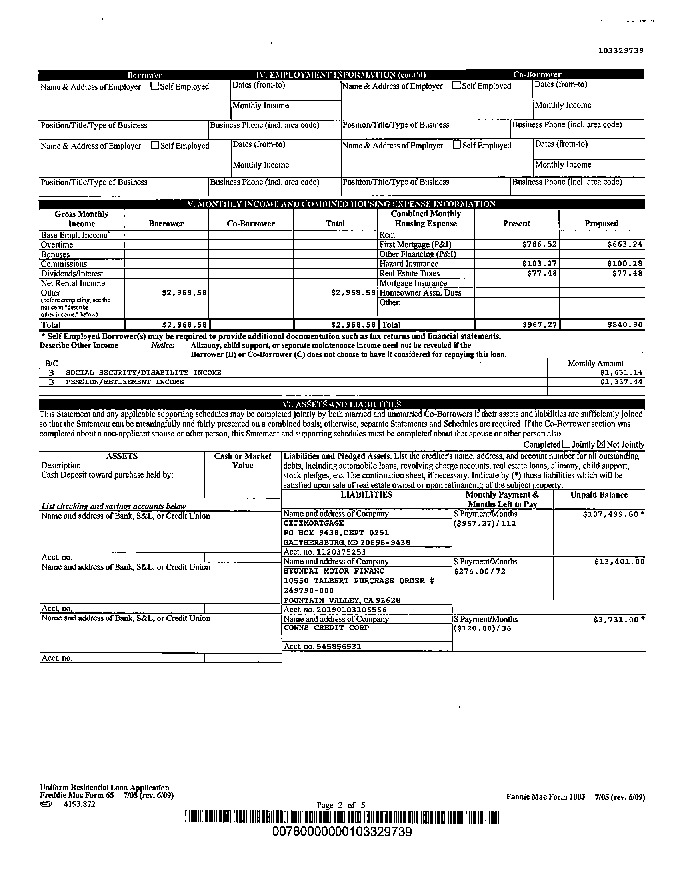 103329739
Borrower IV. EMPLOYMENT INFORMATION (cont'd) Co-Borrower
Name & Address of Employer Self Employed Dates (from-to) Name & Address of Employer Self Employed Dates (from-to)
Monthly Income Monthly Income
Position/Title/Type of Business Business Phone (incl. area code) Position/Title/Type of Business Business Phone (incl. area code)
Name & Address of Employer Self Employed Dates (from-to) Name & Address of Employer Self Employed Dates (from-to)
Monthly Income Monthly Income
Position/Title/Type of Business Business Phone (incl. area code) Position/Title/Type of Business Business Phone (incl. area code)
V. MONTHLY INCOME AND COMBINED HOUSING EXPENSE INFORMATION
Gross Monthly Income Borrower Co-Borrower Total Combined Monthly Housing Expense Present Proposed
Base Empl. Income* Rent
Overtime First Mortgage (P&I) $786.52 $663.24
Bonuses Other Financing (P&I)
Commissions Hazard Insurance $103.27 $100.28
Dividends/Interest Real Estate Taxes $77.48 $77.48
Net Rental Income Mortgage Insurance
Other $2,968.58 $2,968.58 Homeowner Assn. Dues
(before completing, see the notice in "describe other income," below) Other:
Total $2,968.58 $2,968.58 Total $967.27 $840.90
* Self Employed Borrower(s) may be required to provide additional documentation such as tax returns and financial statements.
Describe Other Income Notice: Alimony, child support, or separate maintenance income need not be revealed if the
Borrower (B) or Co-Borrower (C) does not choose to have it considered for repaying this loan.
B/C Monthly Amount
B SOCIAL SECURITY/DISABILITY INCOME $1,631.14
B PENSION/RETIREMENT INCOME $1,337.44
VI. ASSETS AND LIABILITIES
This Statement and any applicable supporting schedules may be completed jointly by both married and unmarried Co-Borrowers if their assets and liabilities are sufficiently joined
so that the Statement can be meaningfully and fairly presented on a combined basis; otherwise, separate Statements and Schedules are required. If the Co-Borrower section was
completed about a non-applicant spouse or other person, this Statement and supporting schedules must be completed about that spouse or other person also.
Completed Jointly Not Jointly
ASSETS Cash or Market Value
Description
Cash Deposit toward purchase held by:
Liabilities and Pledged Assets. List the creditor's name, address, and account number for all outstanding
debts, including automobile loans, revolving charge accounts, real estate loans, alimony, child support,
stock pledges, etc. Use continuation sheet, if necessary. Indicate by (*) those liabilities which will be
satisfied upon sale of real estate owned or upon refinancing of the subject property.
LIABILITIES Monthly Payment & Months Left to Pay Unpaid Balance
List checking and savings accounts below
Name and address of Bank, S&L, or Credit Union
Acct. no.
Name and address of Company $ Payment/Months $107,499.60*
CITIMORTGAGE ($967.27)/112
PO BOX 9438,DEPT 0251
GAITHERSBURG,MD 20898-9438
Acct. no. 1120375253
Name and address of Bank, S&L, or Credit Union
Acct. no.
Name and address of Company $ Payment/Months $13,401.00
HYUNDAI MOTOR FINANC $274.00/72
10550 TALBERT PURCHASE ORDER #
249790-000
FOUNTAIN VALLEY, CA 92628
Acct. no. 20190103105556
Name and address of Bank, S&L, or Credit Union
Acct. no.
Name and address of Company $ Payment/Months $3,731.00*
CONNS CREDIT CORP ($120.00)/36
Acct. no. 545856531
Uniform Residential Loan Application
Freddie Mac Form 65 7/05 (rev. 6/09) Fannie Mae Form 1003 7/05 (rev. 6/09)
4153.872 Page 2 of 5
00780000000103329739